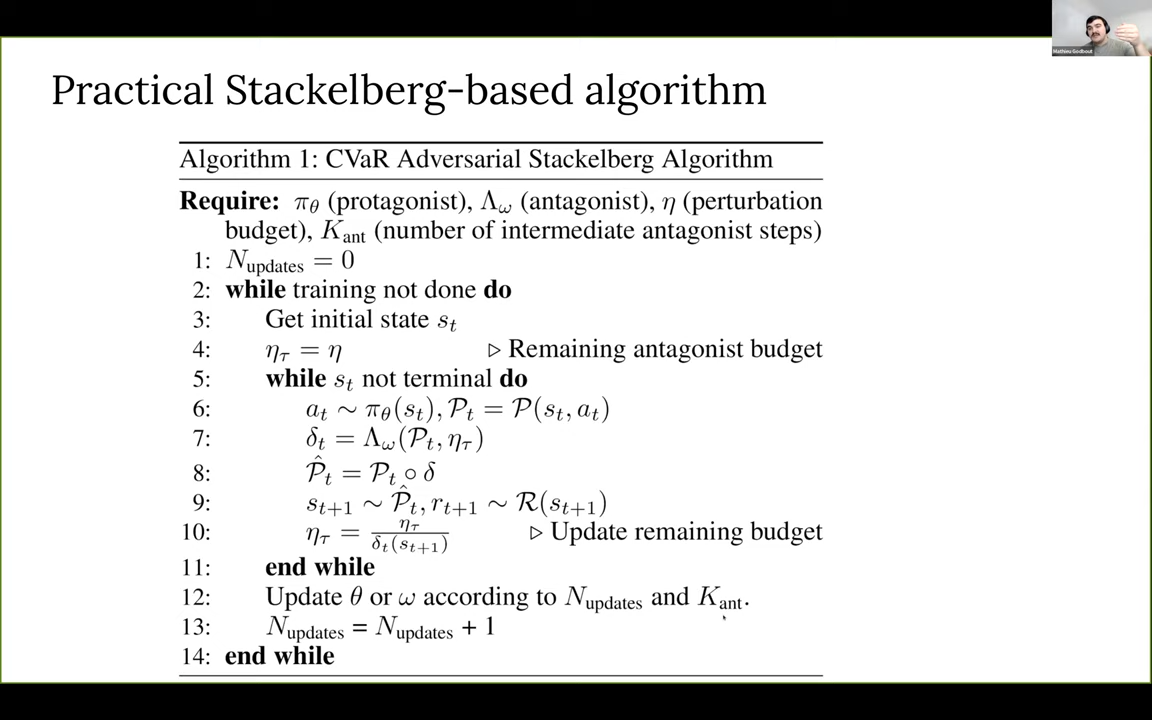 Mathieu Godbout
Practical Stackelberg-based algorithm
Algorithm 1: CVaR Adversarial Stackelberg Algorithm
Require: π_θ (protagonist), Λ_ω (antagonist), η (perturbation
budget), K_ant (number of intermediate antagonist steps)
1: N_updates = 0
2: while training not done do
3: Get initial state s_t
4: η_τ = η ▷ Remaining antagonist budget
5: while s_t not terminal do
6: a_t ∼ π_θ(s_t), P_t = P(s_t, a_t)
7: δ_t = Λ_ω(P_t, η_τ)
8: P̂_t = P_t ∘ δ
9: s_{t+1} ∼ P̂_t, r_{t+1} ∼ R(s_{t+1})
10: η_τ = η_τ / δ_t(s_{t+1}) ▷ Update remaining budget
11: end while
12: Update θ or ω according to N_updates and K_ant.
13: N_updates = N_updates + 1
14: end while